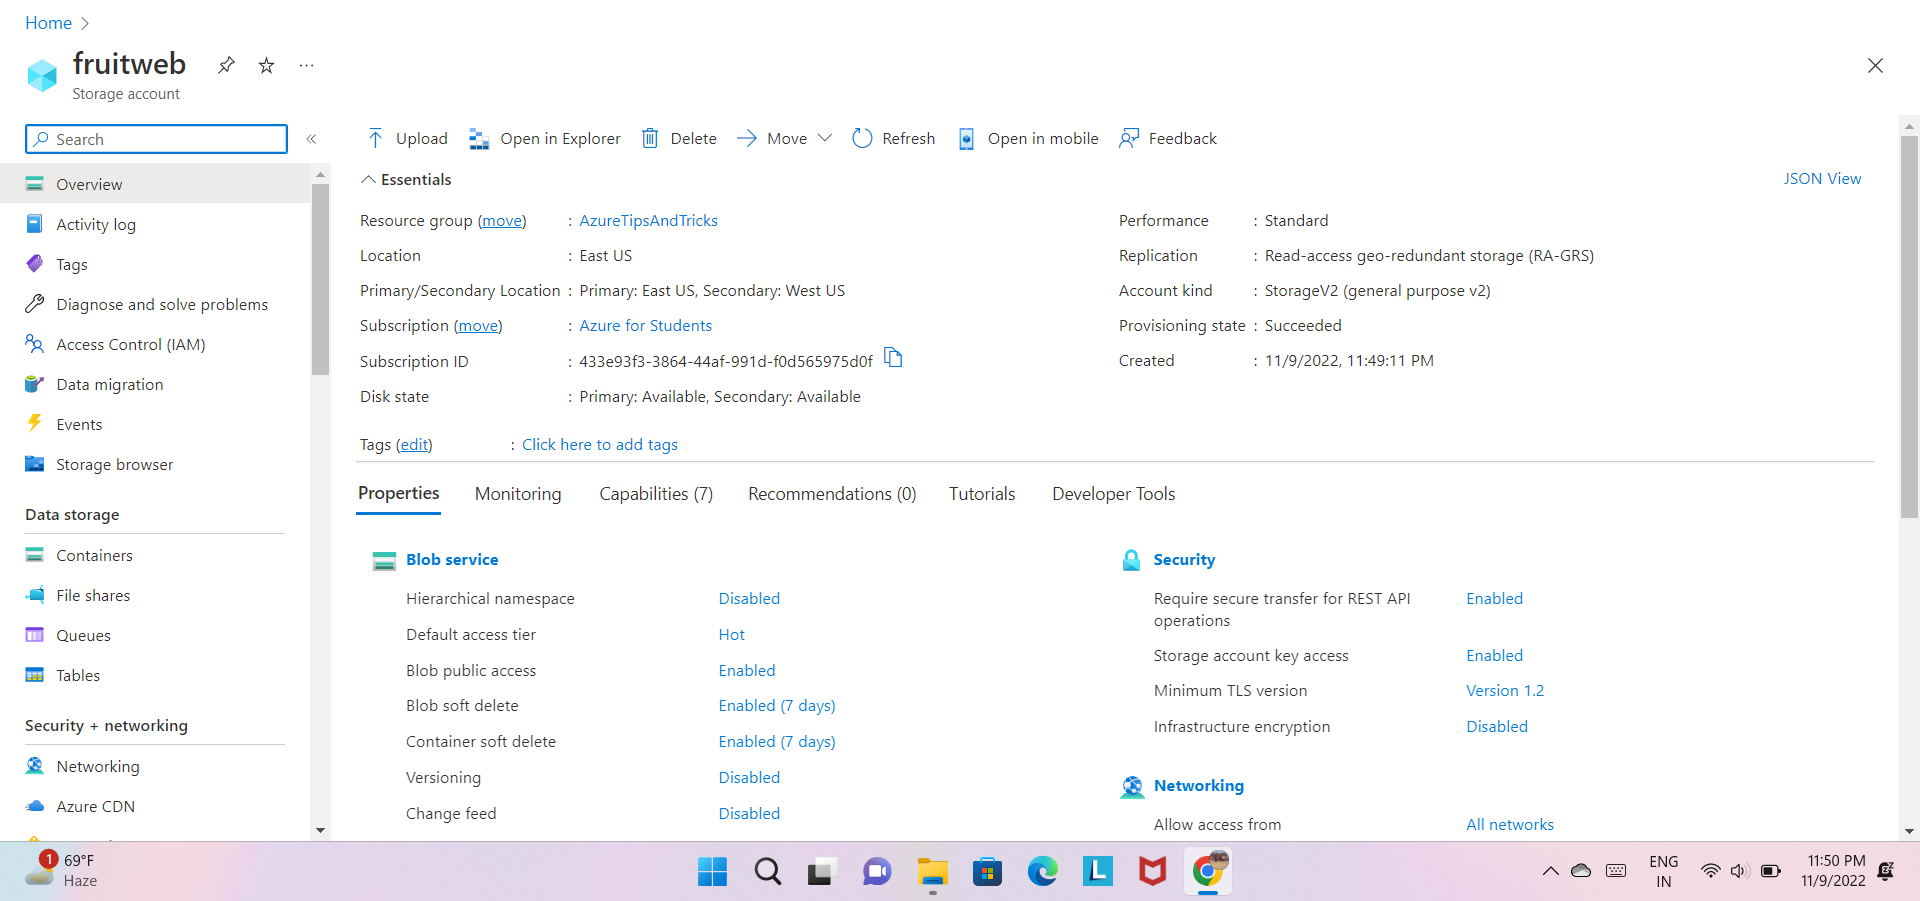 Home
fruitweb
Storage account
Search
Overview
Activity log
Tags
Diagnose and solve problems
Access Control (IAM)
Data migration
Events
Storage browser
Data storage
Containers
File shares
Queues
Tables
Security + networking
Networking
Azure CDN
Upload Open in Explorer Delete Move Refresh Open in mobile Feedback
Essentials JSON View
Resource group (move) : AzureTipsAndTricks
Location : East US
Primary/Secondary Location : Primary: East US, Secondary: West US
Subscription (move) : Azure for Students
Subscription ID : 433e93f3-3864-44af-991d-f0d565975d0f
Disk state : Primary: Available, Secondary: Available
Performance : Standard
Replication : Read-access geo-redundant storage (RA-GRS)
Account kind : StorageV2 (general purpose v2)
Provisioning state : Succeeded
Created : 11/9/2022, 11:49:11 PM
Tags (edit) : Click here to add tags
Properties Monitoring Capabilities (7) Recommendations (0) Tutorials Developer Tools
Blob service
Hierarchical namespace Disabled
Default access tier Hot
Blob public access Enabled
Blob soft delete Enabled (7 days)
Container soft delete Enabled (7 days)
Versioning Disabled
Change feed Disabled
Security
Require secure transfer for REST API operations Enabled
Storage account key access Enabled
Minimum TLS version Version 1.2
Infrastructure encryption Disabled
Networking
Allow access from All networks
1
69°F
Haze
L
ENG
IN
11:50 PM
11/9/2022